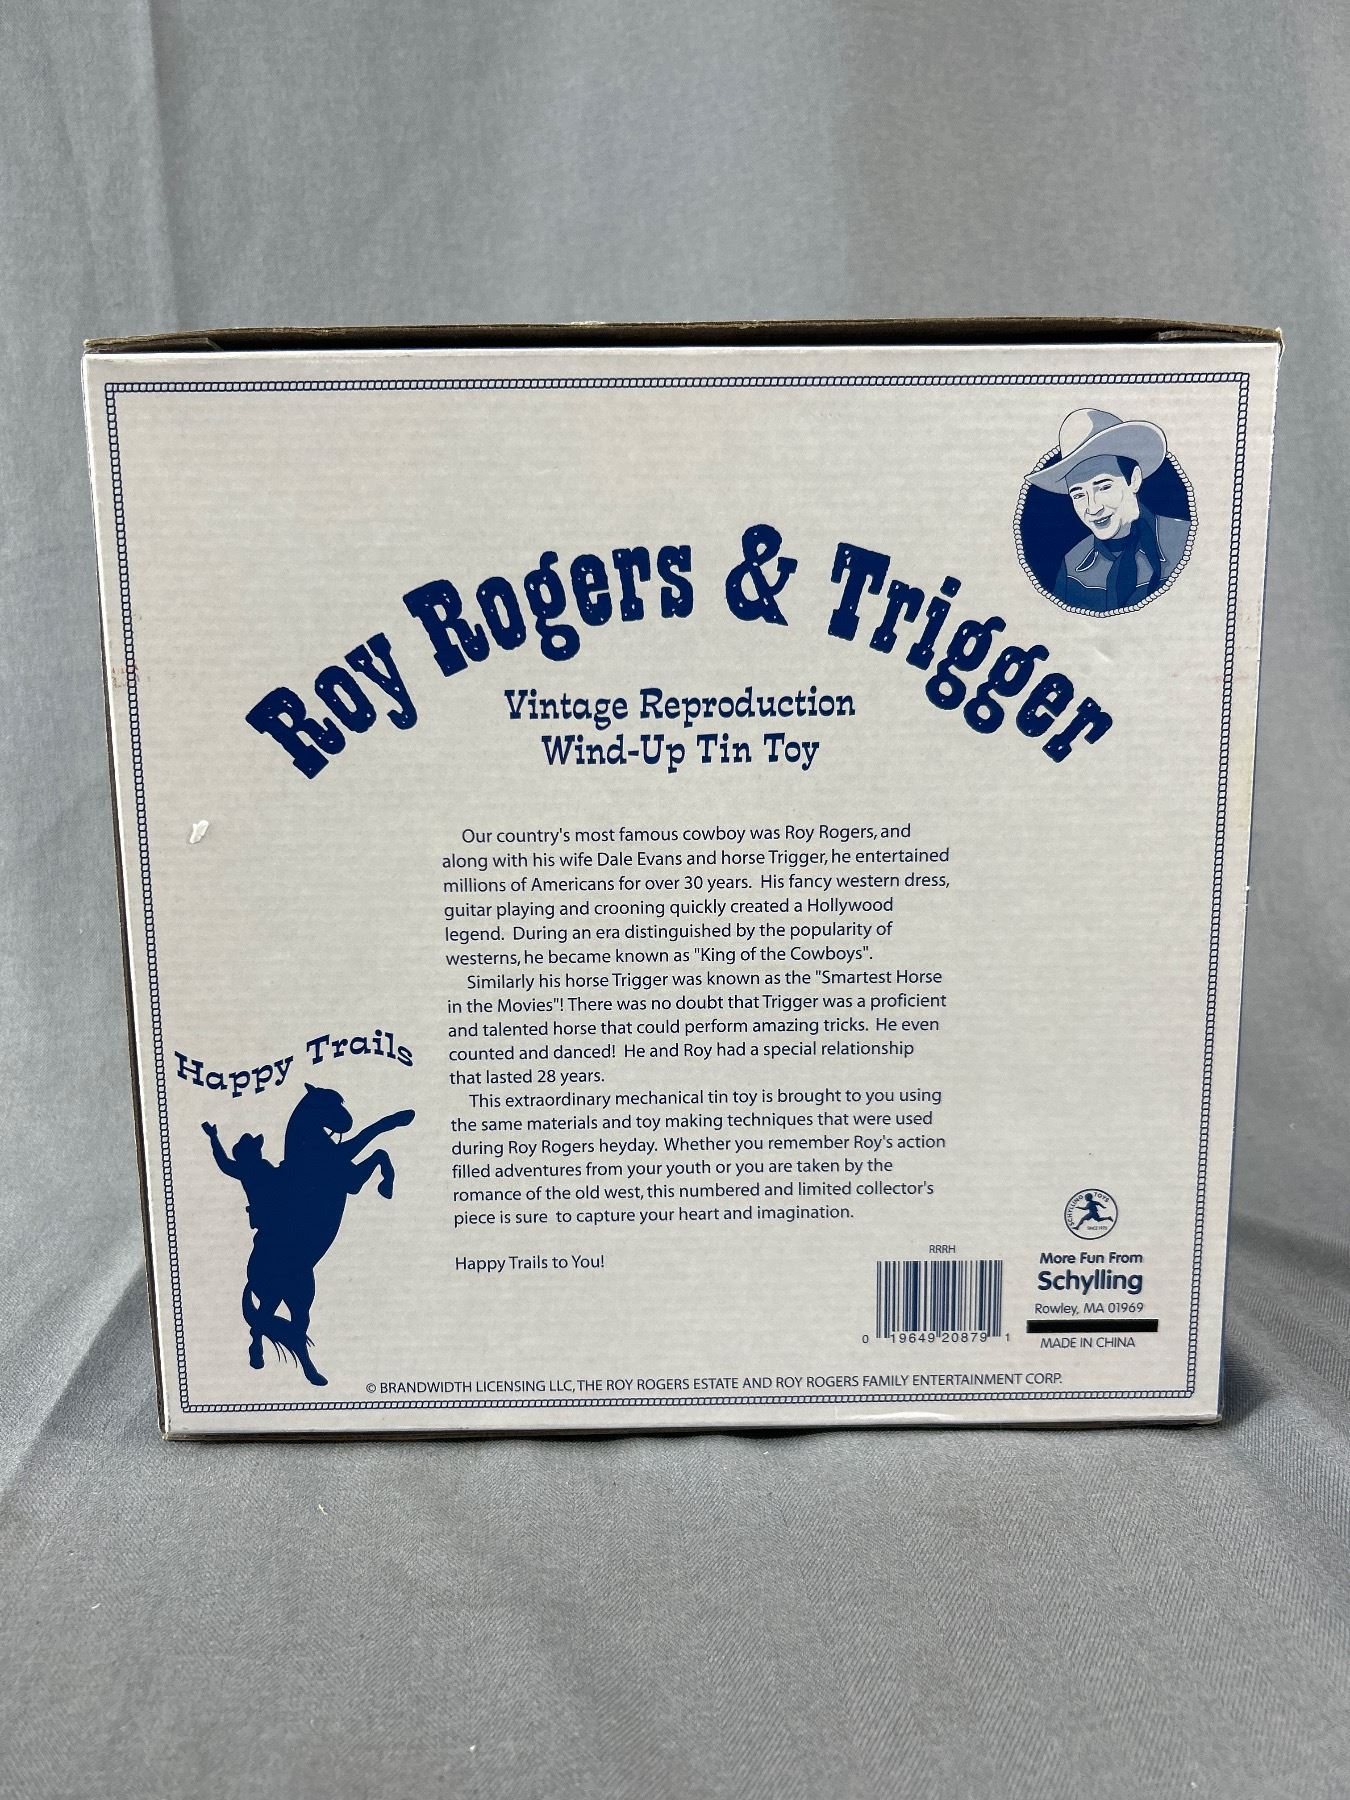 Roy Rogers & Trigger
Vintage Reproduction
Wind-Up Tin Toy
Our country's most famous cowboy was Roy Rogers, and
along with his wife Dale Evans and horse Trigger, he entertained
millions of Americans for over 30 years. His fancy western dress,
guitar playing and crooning quickly created a Hollywood
legend. During an era distinguished by the popularity of
westerns, he became known as "King of the Cowboys".
Similarly his horse Trigger was known as the "Smartest Horse
in the Movies"! There was no doubt that Trigger was a proficient
and talented horse that could perform amazing tricks. He even
counted and danced! He and Roy had a special relationship
that lasted 28 years.
This extraordinary mechanical tin toy is brought to you using
the same materials and toy making techniques that were used
during Roy Rogers heyday. Whether you remember Roy's action
filled adventures from your youth or you are taken by the
romance of the old west, this numbered and limited collector's
piece is sure to capture your heart and imagination.
Happy Trails to You!
Happy Trails
RRRH
0 19649 20879 1
SCHYLLING TOYS
SINCE 1975
More Fun From
Schylling
Rowley, MA 01969
MADE IN CHINA
© BRANDWIDTH LICENSING LLC, THE ROY ROGERS ESTATE AND ROY ROGERS FAMILY ENTERTAINMENT CORP.